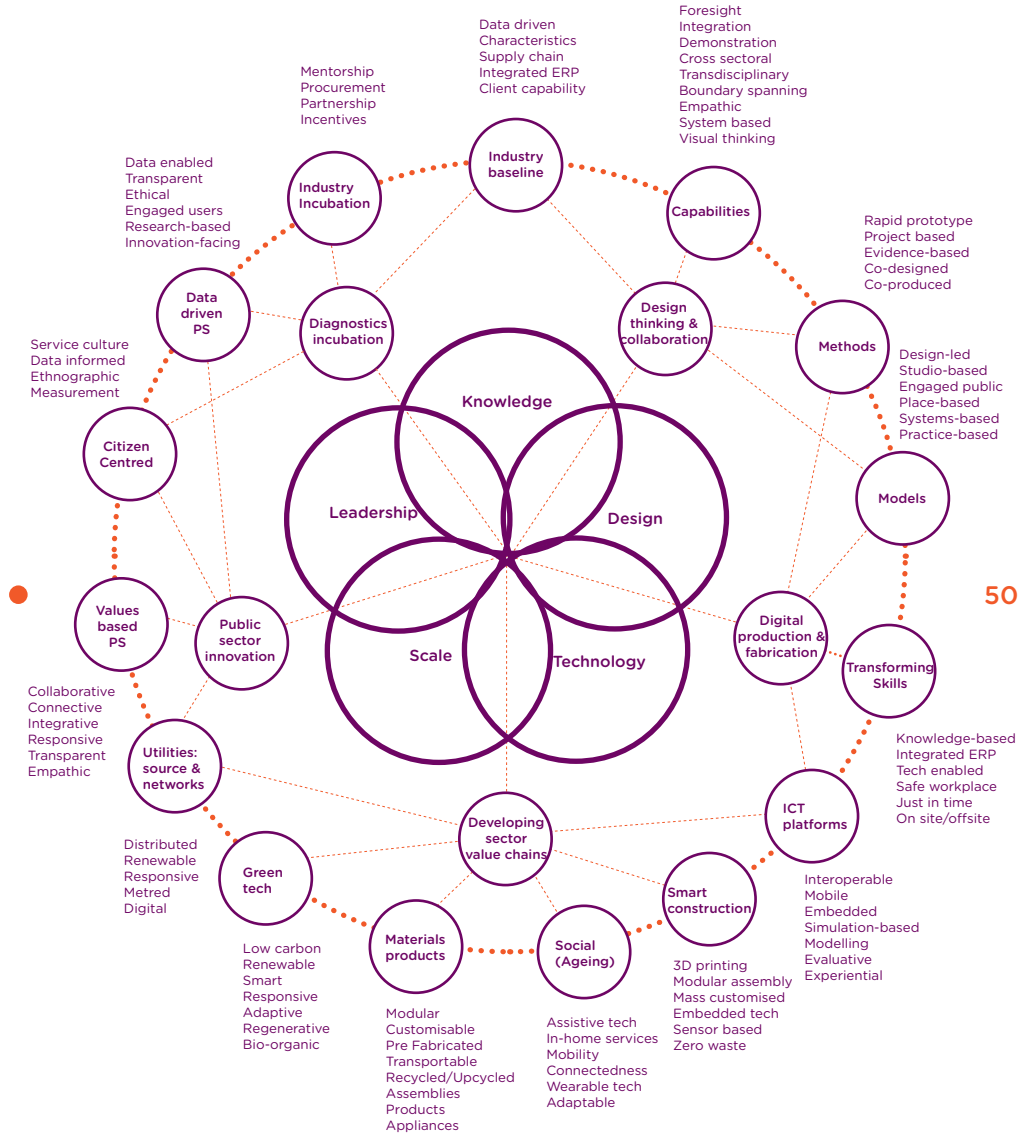 Foresight
Integration
Demonstration
Cross sectoral
Transdisciplinary
Boundary spanning
Empathic
System based
Visual thinking
Data driven
Characteristics
Supply chain
Integrated ERP
Client capability
Mentorship
Procurement
Partnership
Incentives
Data enabled
Transparent
Ethical
Engaged users
Research-based
Innovation-facing
Industry
baseline
Industry
Incubation
Capabilities
Rapid prototype
Project based
Evidence-based
Co-designed
Co-produced
Data
driven
PS
Diagnostics
incubation
Design
thinking &
collaboration
Methods
Service culture
Data informed
Ethnographic
Measurement
Design-led
Studio-based
Engaged public
Place-based
Systems-based
Practice-based
Knowledge
Citizen
Centred
Leadership
Design
Models
Values
based
PS
Public
sector
innovation
Scale
Technology
Digital
production &
fabrication
Transforming
Skills
50
Collaborative
Connective
Integrative
Responsive
Transparent
Empathic
Utilities:
source &
networks
Knowledge-based
Integrated ERP
Tech enabled
Safe workplace
Just in time
On site/offsite
Developing
sector
value chains
ICT
platforms
Distributed
Renewable
Responsive
Metred
Digital
Green
tech
Smart
construction
Interoperable
Mobile
Embedded
Simulation-based
Modelling
Evaluative
Experiential
Materials
products
Social
(Ageing)
Low carbon
Renewable
Smart
Responsive
Adaptive
Regenerative
Bio-organic
3D printing
Modular assembly
Mass customised
Embedded tech
Sensor based
Zero waste
Modular
Customisable
Pre Fabricated
Transportable
Recycled/Upcycled
Assemblies
Products
Appliances
Assistive tech
In-home services
Mobility
Connectedness
Wearable tech
Adaptable